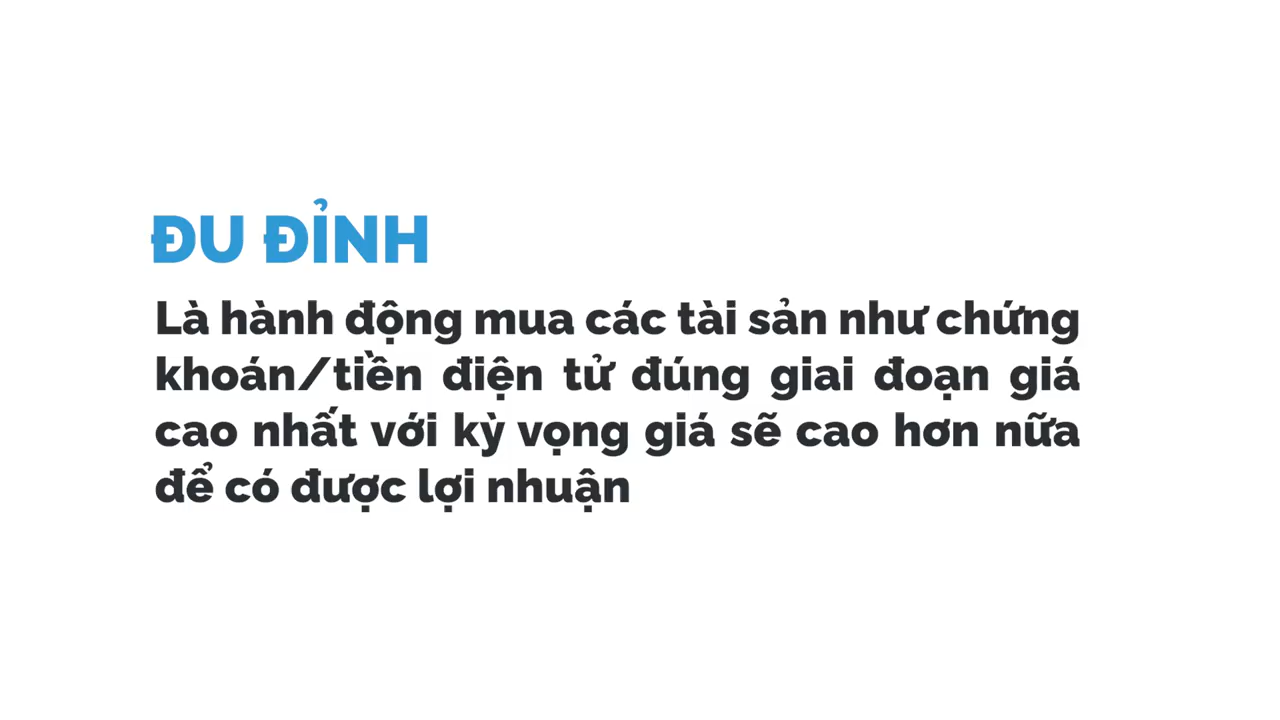 ĐU ĐỈNH
Là hành động mua các tài sản như chứng
khoán/tiền điện tử đúng giai đoạn giá
cao nhất với kỳ vọng giá sẽ cao hơn nữa
để có được lợi nhuận